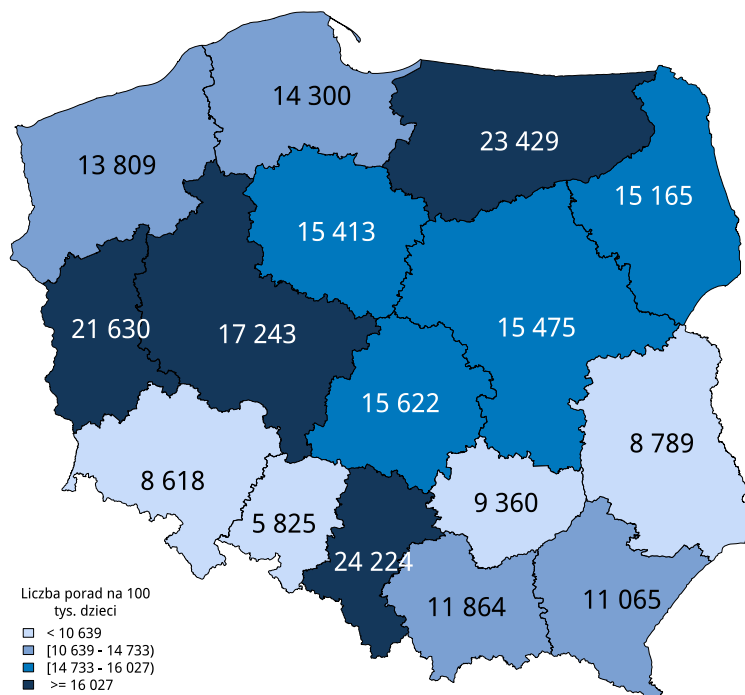 14 300
23 429
13 809
15 165
15 413
21 630
17 243
15 475
15 622
8 789
8 618
9 360
5 825
24 224
11 864
11 065
Liczba porad na 100
tys. dzieci
< 10 639
[10 639 - 14 733)
[14 733 - 16 027)
>= 16 027